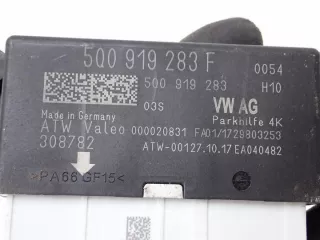 5Q0 919 283 F 0054
5Q0 919 283 H10
03S VW AG
Made in Germany Parkhilfe 4K
ATW Valeo 000020831 FA01/1729803253
308782 ATW-00127.10.17 EA040482
>PA66 GF15<